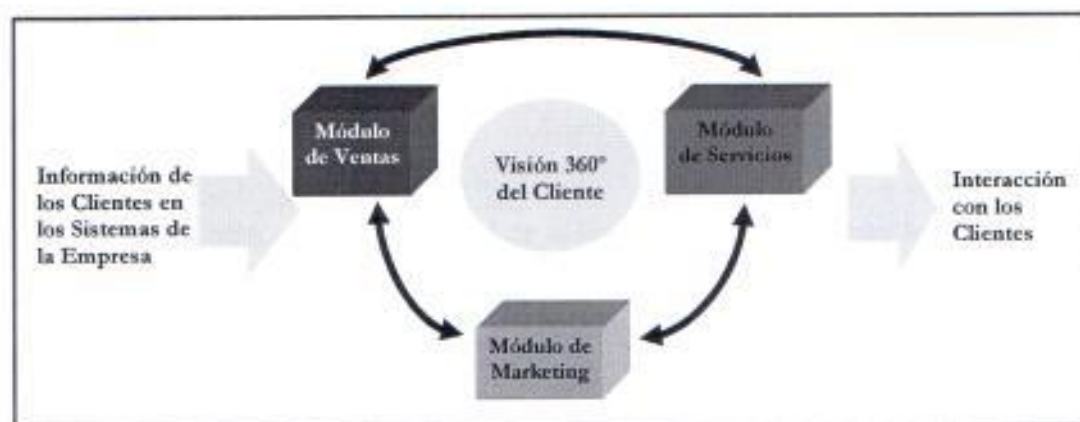 Información de
los Clientes en
los Sistemas de
la Empresa
Módulo
de Ventas
Visión 360°
del Cliente
Módulo
de Servicios
Módulo de
Marketing
Interacción
con los
Clientes